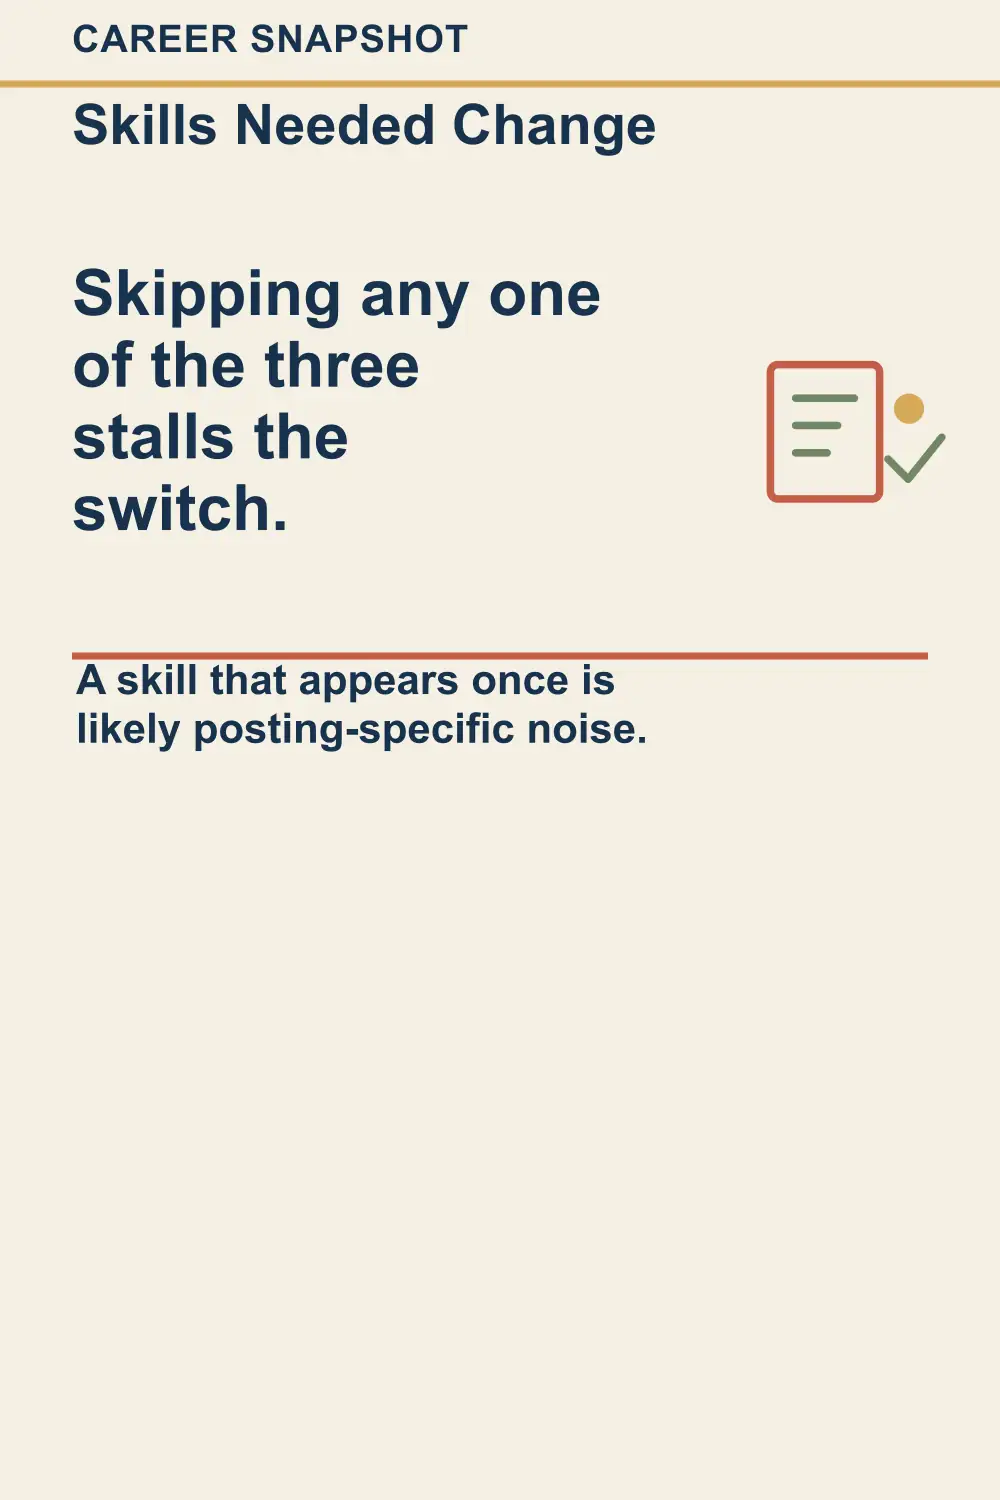 CAREER SNAPSHOT
Skills Needed Change
Skipping any one
of the three
stalls the
switch.
A skill that appears once is
likely posting-specific noise.